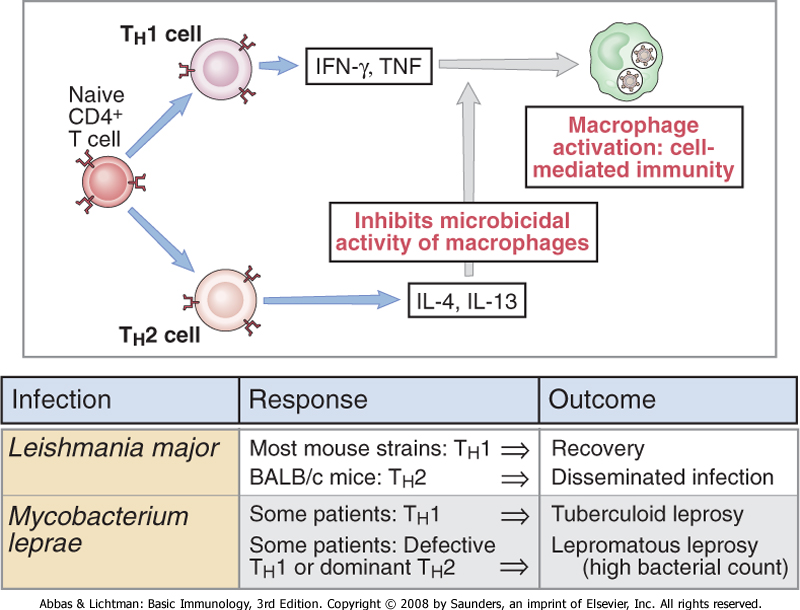 TH1 cell
IFN-γ, TNF
Naive
CD4+
T cell
Macrophage
activation: cell-
mediated immunity
Inhibits microbicidal
activity of macrophages
IL-4, IL-13
TH2 cell
Infection Response Outcome
Leishmania major Most mouse strains: TH1 ⇒ Recovery
BALB/c mice: TH2 ⇒ Disseminated infection
Mycobacterium Some patients: TH1 ⇒ Tuberculoid leprosy
leprae Some patients: Defective Lepromatous leprosy
TH1 or dominant TH2 ⇒ (high bacterial count)
Abbas & Lichtman: Basic Immunology, 3rd Edition. Copyright © 2008 by Saunders, an imprint of Elsevier, Inc. All rights reserved.